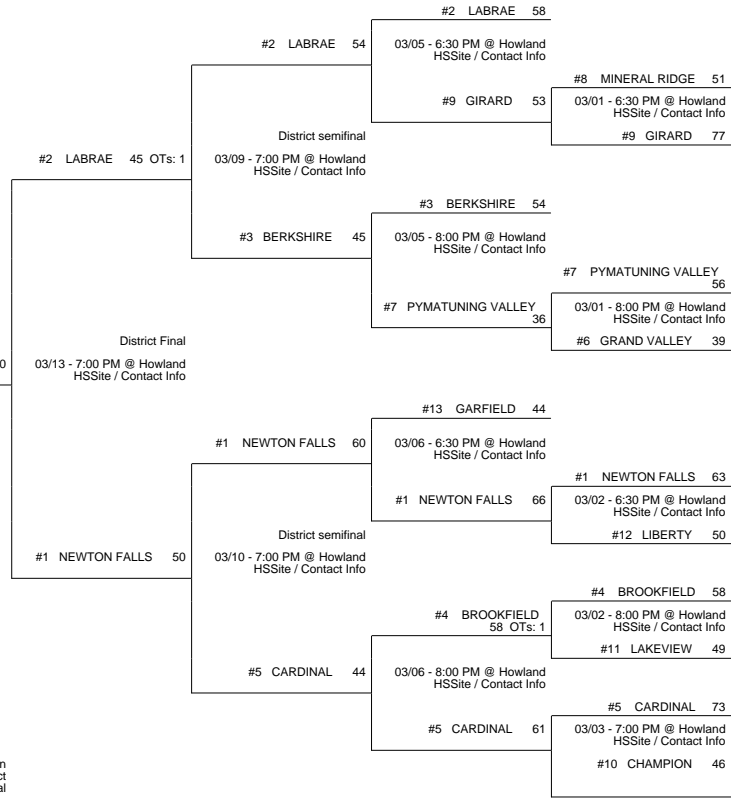 #2 LABRAE 58
#2 LABRAE 54
03/05 - 6:30 PM @ Howland
HSSite / Contact Info
#8 MINERAL RIDGE 51
#9 GIRARD 53
03/01 - 6:30 PM @ Howland
HSSite / Contact Info
#9 GIRARD 77
District semifinal
#2 LABRAE 45 OTs: 1
03/09 - 7:00 PM @ Howland
HSSite / Contact Info
#3 BERKSHIRE 54
#3 BERKSHIRE 45
03/05 - 8:00 PM @ Howland
HSSite / Contact Info
#7 PYMATUNING VALLEY
56
#7 PYMATUNING VALLEY
36
03/01 - 8:00 PM @ Howland
HSSite / Contact Info
#6 GRAND VALLEY 39
District Final
0
03/13 - 7:00 PM @ Howland
HSSite / Contact Info
#13 GARFIELD 44
#1 NEWTON FALLS 60
03/06 - 6:30 PM @ Howland
HSSite / Contact Info
#1 NEWTON FALLS 63
#1 NEWTON FALLS 66
03/02 - 6:30 PM @ Howland
HSSite / Contact Info
#12 LIBERTY 50
District semifinal
#1 NEWTON FALLS 50
03/10 - 7:00 PM @ Howland
HSSite / Contact Info
#4 BROOKFIELD 58
#4 BROOKFIELD
58 OTs: 1
03/02 - 8:00 PM @ Howland
HSSite / Contact Info
#11 LAKEVIEW 49
#5 CARDINAL 44
03/06 - 8:00 PM @ Howland
HSSite / Contact Info
#5 CARDINAL 73
#5 CARDINAL 61
03/03 - 7:00 PM @ Howland
HSSite / Contact Info
#10 CHAMPION 46
n
ct
al